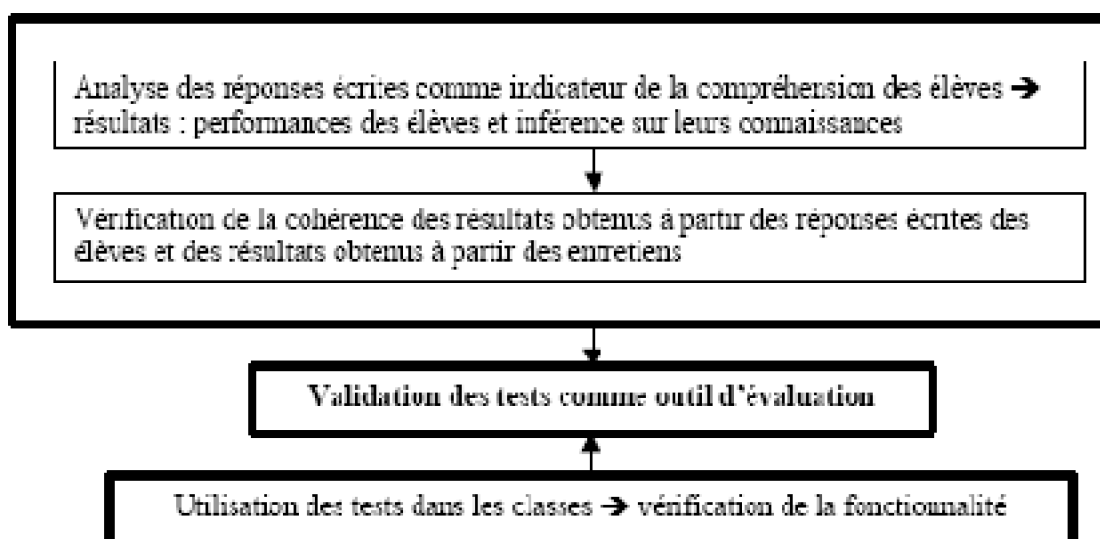 Analyse des réponses écrites comme indicateur de la compréhension des élèves ➔
résultats : performances des élèves et inférence sur leurs connaissances
Vérification de la cohérence des résultats obtenus à partir des réponses écrites des
élèves et des résultats obtenus à partir des entretiens
Validation des tests comme outil d'évaluation
Utilisation des tests dans les classes ➔ vérification de la fonctionnalité